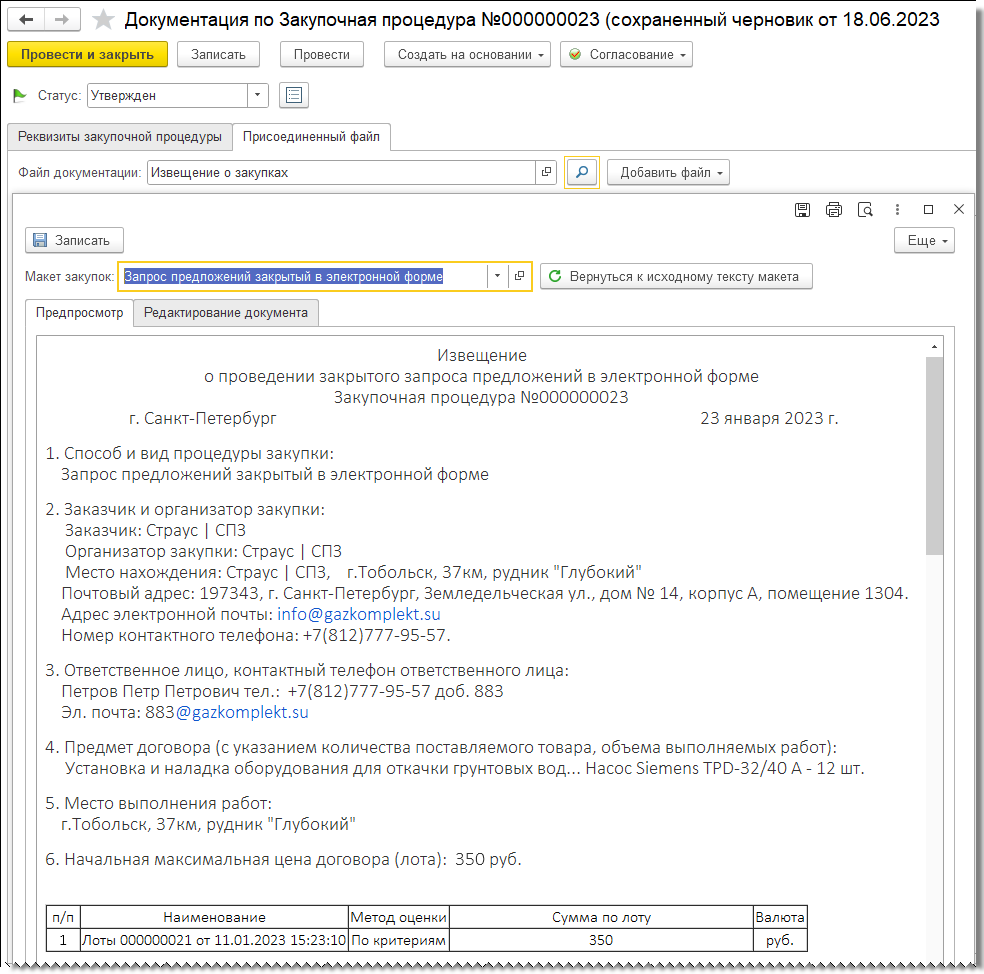 Документация по Закупочная процедура №000000023 (сохраненный черновик от 18.06.2023
Провести и закрыть Записать Провести Создать на основании Согласование
Статус: Утвержден
Реквизиты закупочной процедуры Присоединенный файл
Файл документации: Извещение о закупках Добавить файл
Записать Еще
Макет закупок: Запрос предложений закрытый в электронной форме Вернуться к исходному тексту макета
Предпросмотр Редактирование документа
Извещение
о проведении закрытого запроса предложений в электронной форме
Закупочная процедура №000000023
г. Санкт-Петербург 23 января 2023 г.
1. Способ и вид процедуры закупки:
Запрос предложений закрытый в электронной форме
2. Заказчик и организатор закупки:
Заказчик: Страус | СПЗ
Организатор закупки: Страус | СПЗ
Место нахождения: Страус | СПЗ, г.Тобольск, 37км, рудник "Глубокий"
Почтовый адрес: 197343, г. Санкт-Петербург, Земледельческая ул., дом № 14, корпус А, помещение 1304.
Адрес электронной почты: info@gazkomplekt.su
Номер контактного телефона: +7(812)777-95-57.
3. Ответственное лицо, контактный телефон ответственного лица:
Петров Петр Петрович тел.: +7(812)777-95-57 доб. 883
Эл. почта: 883@gazkomplekt.su
4. Предмет договора (с указанием количества поставляемого товара, объема выполняемых работ):
Установка и наладка оборудования для откачки грунтовых вод... Насос Siemens TPD-32/40 А - 12 шт.
5. Место выполнения работ:
г.Тобольск, 37км, рудник "Глубокий"
6. Начальная максимальная цена договора (лота): 350 руб.
п/п Наименование Метод оценки Сумма по лоту Валюта
1 Лоты 000000021 от 11.01.2023 15:23:10 По критериям 350 руб.